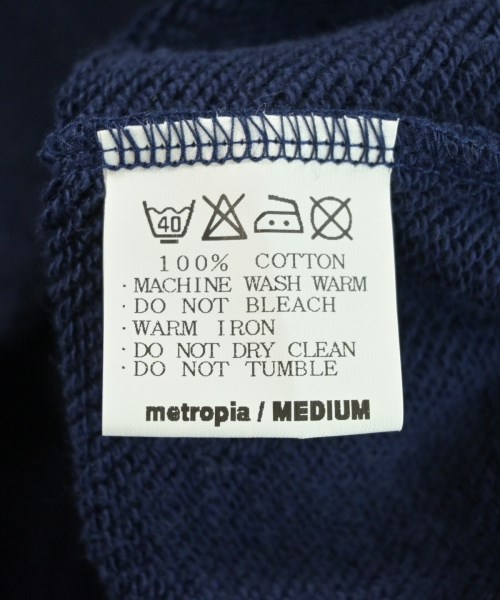 40
100% COTTON
· MACHINE WASH WARM
· DO NOT BLEACH
· WARM IRON
· DO NOT DRY CLEAN
· DO NOT TUMBLE
metropia / MEDIUM